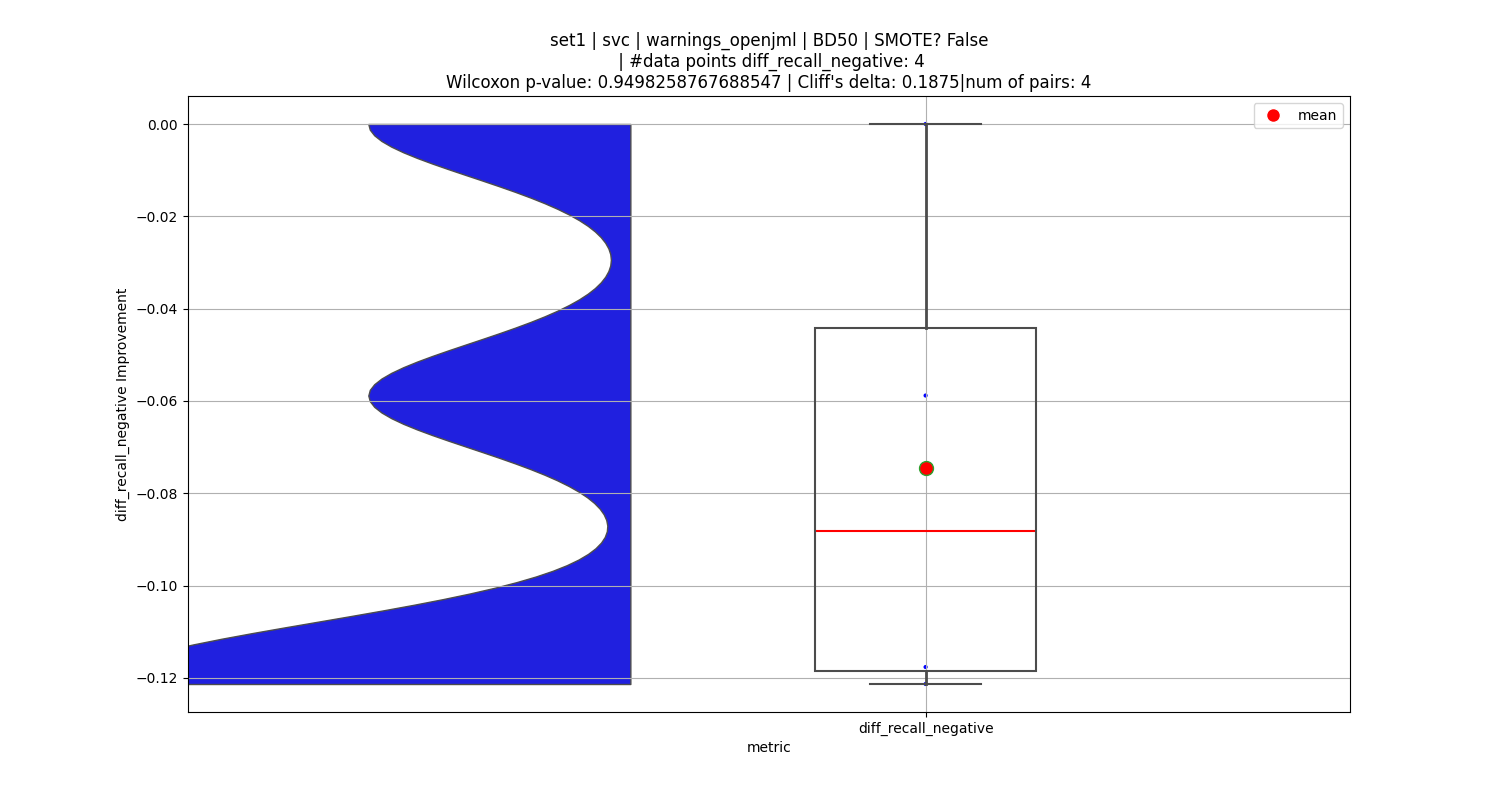 set1 | svc | warnings_openjml | BD50 | SMOTE? False
| #data points diff_recall_negative: 4
Wilcoxon p-value: 0.9498258767688547 | Cliff's delta: 0.1875|num of pairs: 4
mean
0.00
−0.02
−0.04
−0.06
−0.08
−0.10
−0.12
diff_recall_negative Improvement
diff_recall_negative
metric